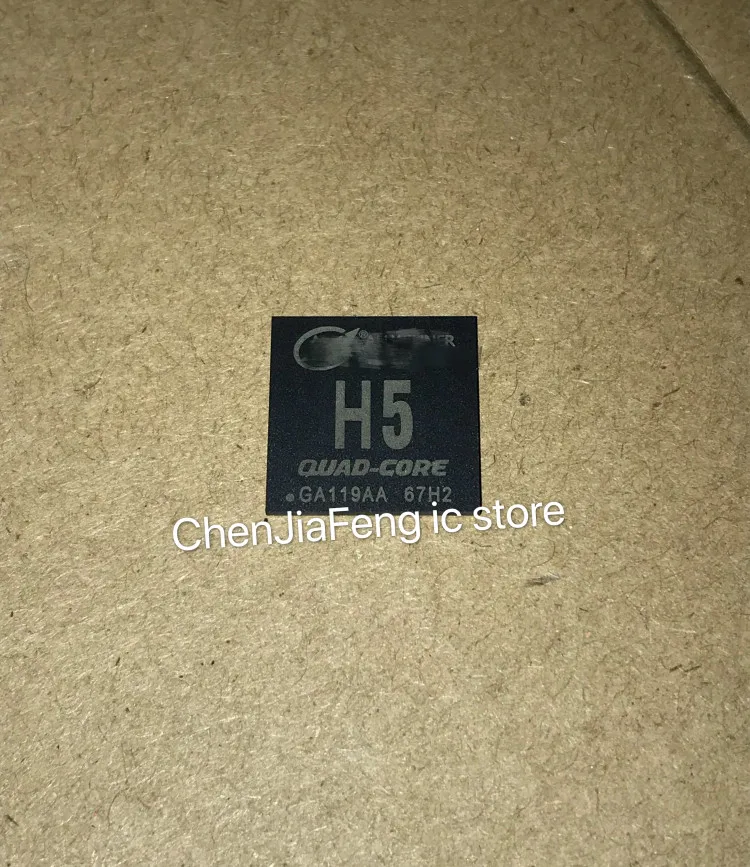 H5
QUAD-CORE
GA119AA 67H2
ChenJiaFeng ic store